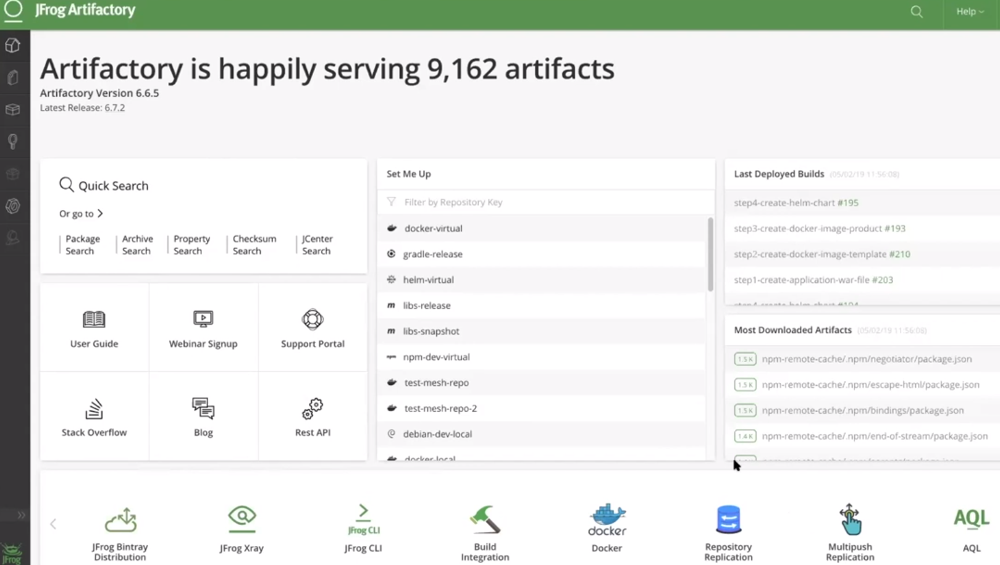 JFrog Artifactory
Help
Artifactory is happily serving 9,162 artifacts
Artifactory Version 6.6.5
Latest Release: 6.7.2
Quick Search
Or go to
Package Search
Archive Search
Property Search
Checksum Search
JCenter Search
User Guide
Webinar Signup
Support Portal
Stack Overflow
Blog
Rest API
Set Me Up
Filter by Repository Key
docker-virtual
gradle-release
helm-virtual
libs-release
libs-snapshot
npm-dev-virtual
test-mesh-repo
test-mesh-repo-2
debian-dev-local
docker-local
Last Deployed Builds (05/02/19 11:56:08)
step4-create-helm-chart #195
step3-create-docker-image-product #193
step2-create-docker-image-template #210
step1-create-application-war-file #203
step4-create-helm-chart #194
Most Downloaded Artifacts (05/02/19 11:56:08)
1.5 K npm-remote-cache/.npm/negotiator/package.json
1.5 K npm-remote-cache/.npm/escape-html/package.json
1.5 K npm-remote-cache/.npm/bindings/package.json
1.4 K npm-remote-cache/.npm/end-of-stream/package.json
JFrog Bintray
Distribution
JFrog Xray
JFrog CLI
JFrog CLI
Build
Integration
docker
Docker
Repository
Replication
Multipush
Replication
AQL
AQL
JFrog